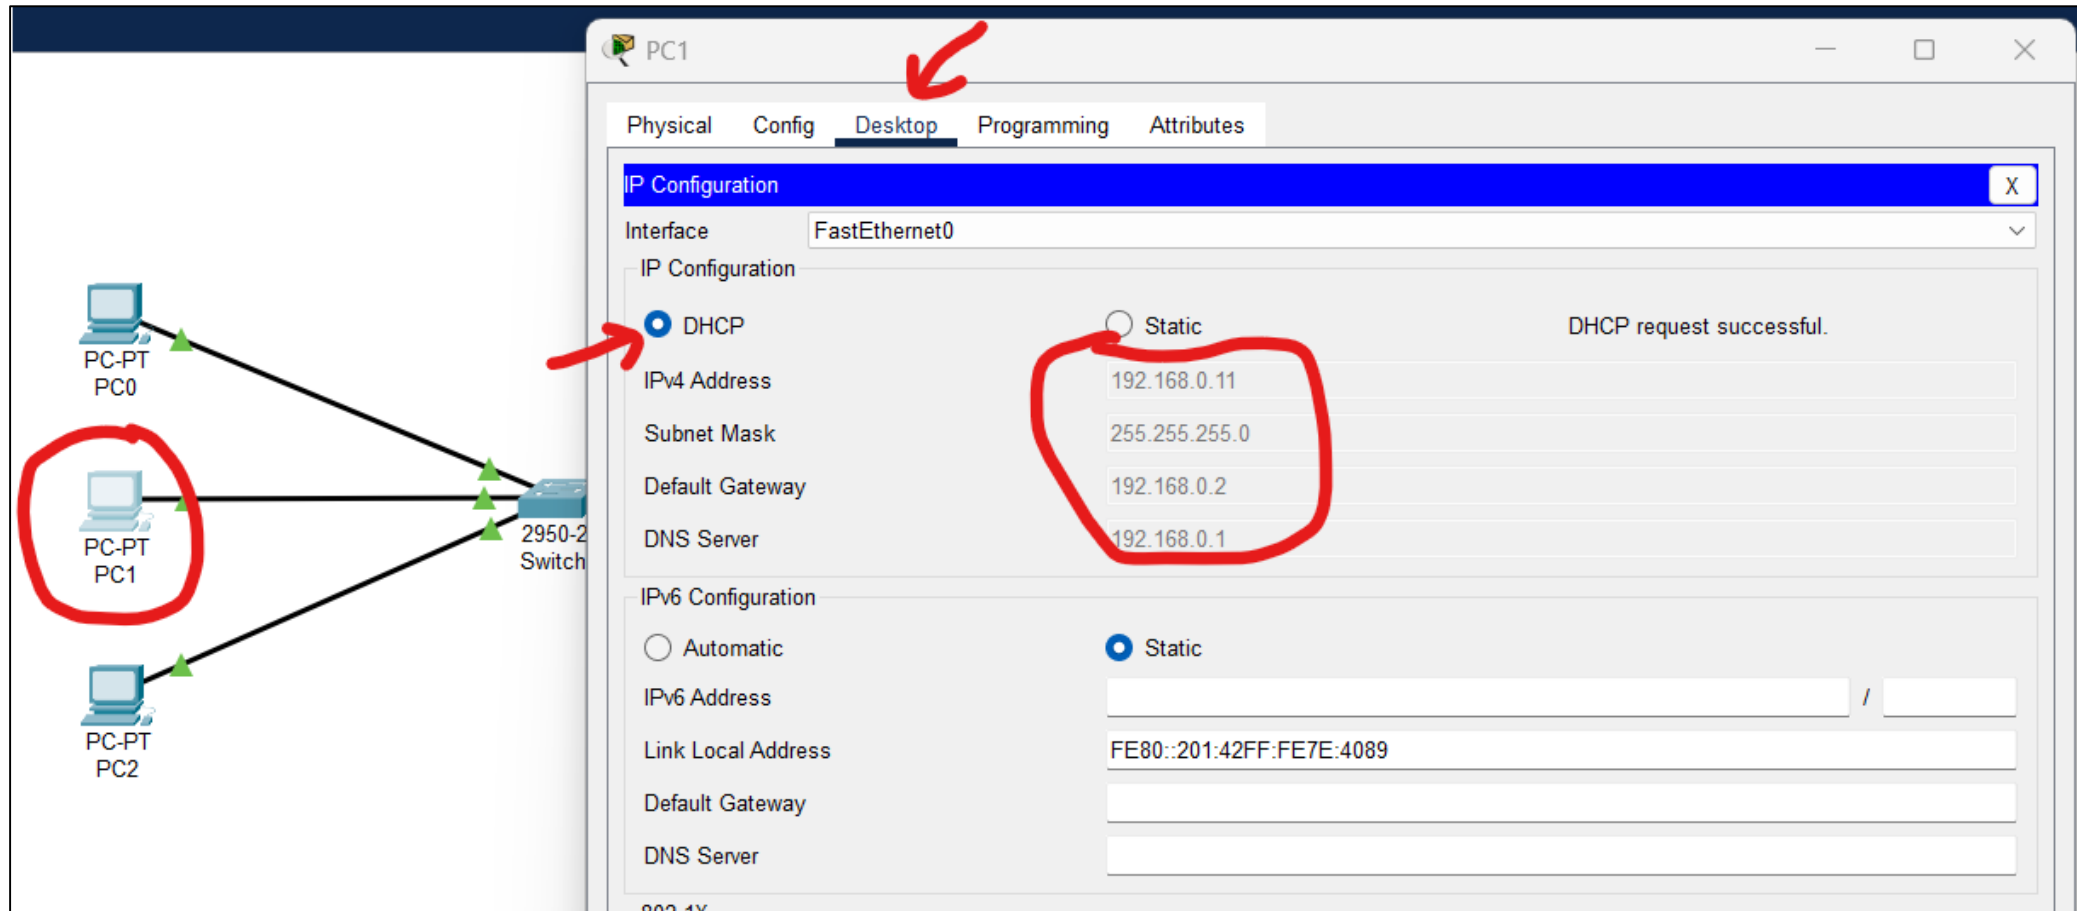 PC1
Physical Config Desktop Programming Attributes
IP Configuration X
Interface FastEthernet0
IP Configuration
DHCP Static DHCP request successful.
IPv4 Address 192.168.0.11
Subnet Mask 255.255.255.0
Default Gateway 192.168.0.2
DNS Server 192.168.0.1
IPv6 Configuration
Automatic Static
IPv6 Address /
Link Local Address FE80::201:42FF:FE7E:4089
Default Gateway
DNS Server
802.1X
PC-PT
PC0
PC-PT
PC1
PC-PT
PC2
2950-2
Switch